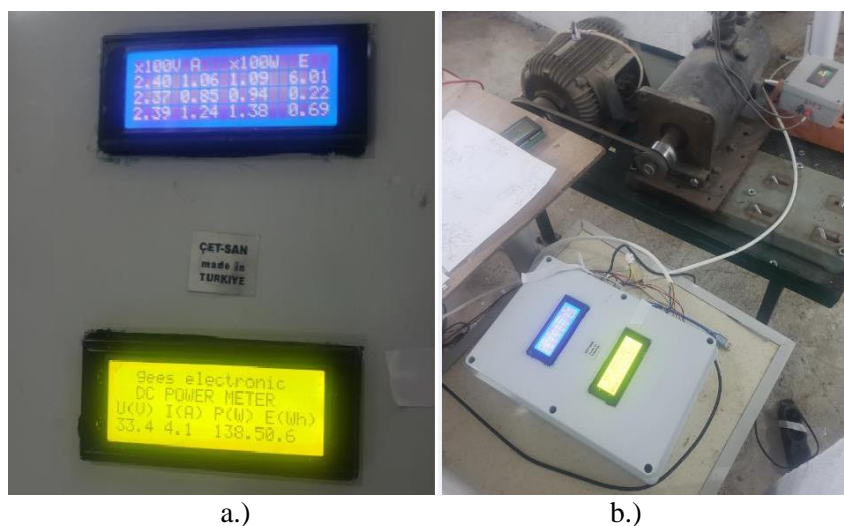 x100V A x100W E
2.40 1.06 1.09 6.01
2.37 0.85 0.94 0.22
2.39 1.24 1.38 0.69
ÇET-SAN
made in
TURKIYE
gees electronic
DC POWER METER
U(V) I(A) P(W) E(Wh)
33.4 4.1 138.50.6
a.)
b.)